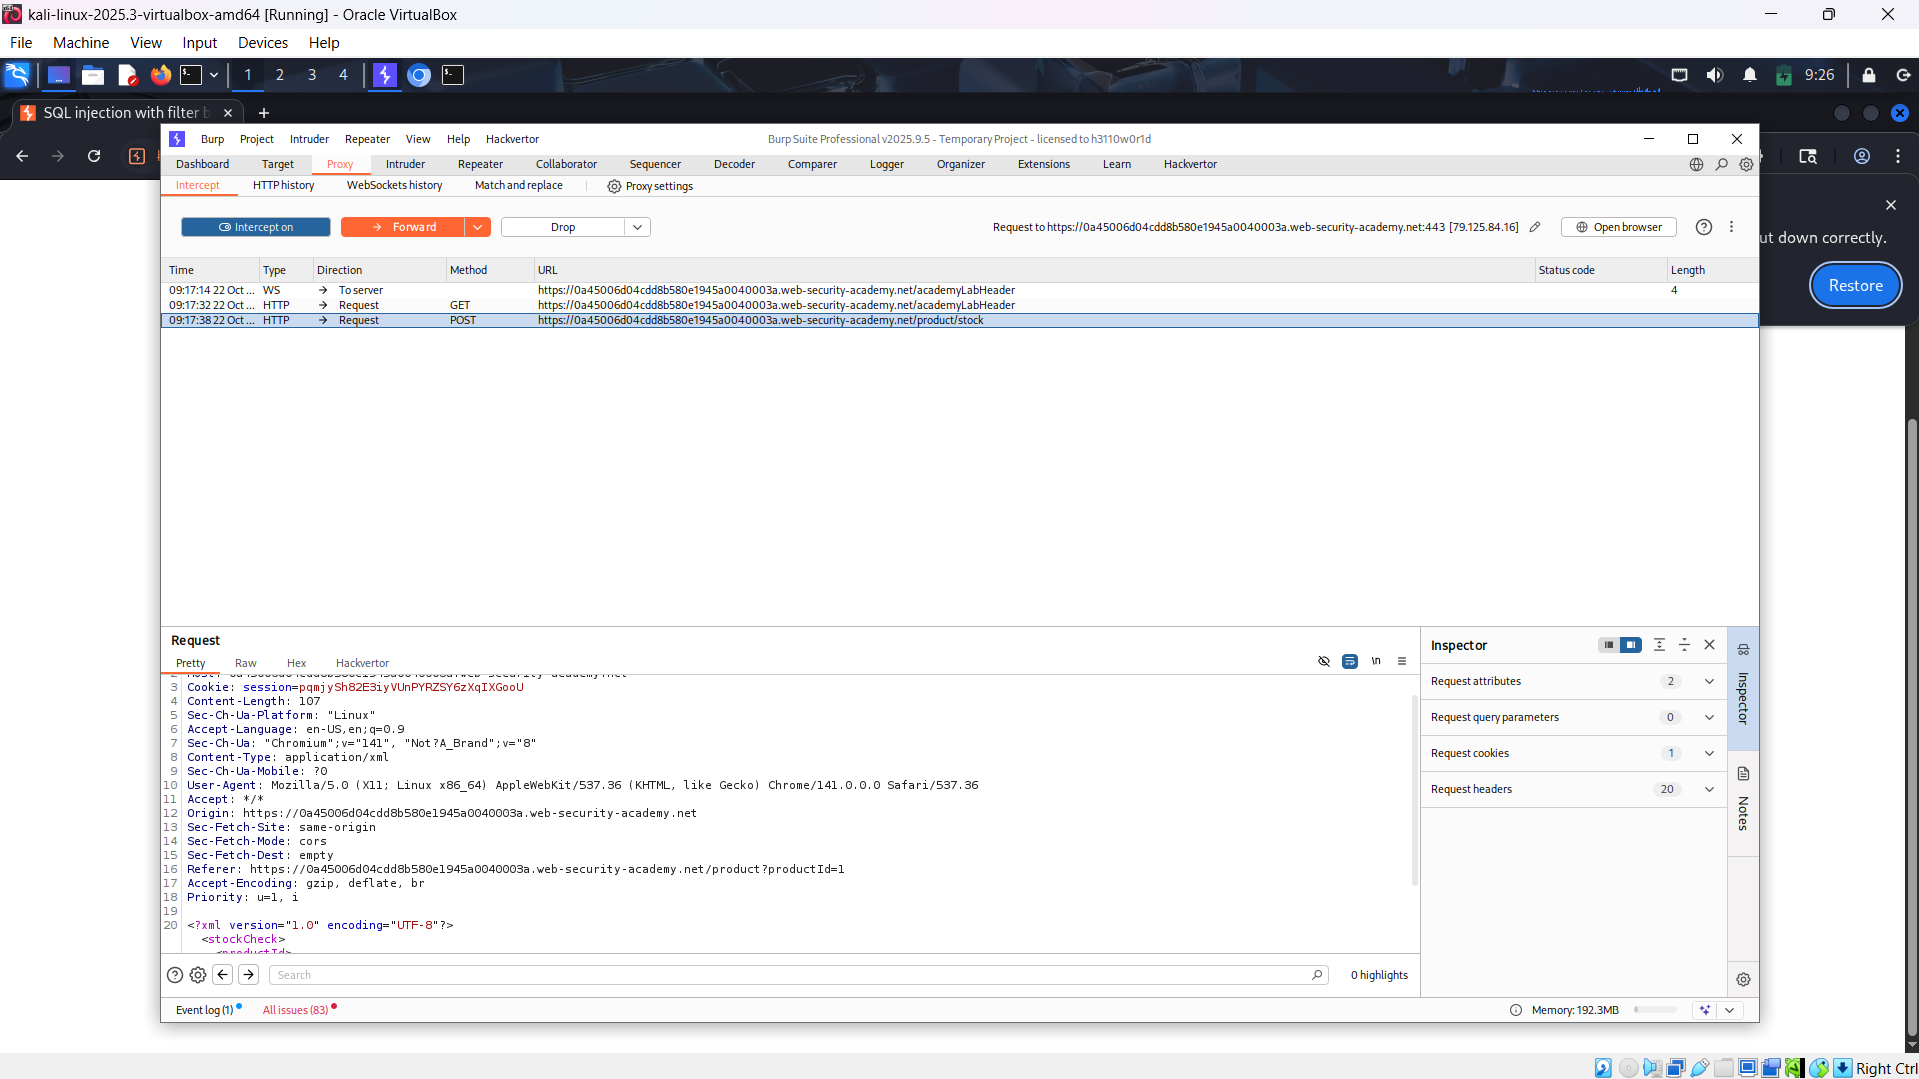 kali-linux-2025.3-virtualbox-amd64 [Running] - Oracle VirtualBox
File Machine View Input Devices Help
1 2 3 4 9:26
SQL injection with filter b
Burp Project Intruder Repeater View Help Hackvertor Burp Suite Professional v2025.9.5 - Temporary Project - licensed to h3110w0r1d
Dashboard Target Proxy Intruder Repeater Collaborator Sequencer Decoder Comparer Logger Organizer Extensions Learn Hackvertor
Intercept HTTP history WebSockets history Match and replace Proxy settings
Intercept on Forward Drop Request to https://0a45006d04cdd8b580e1945a0040003a.web-security-academy.net:443 [79.125.84.16] Open browser
ut down correctly.
Restore
Time Type Direction Method URL Status code Length
09:17:14 22 Oct ... WS → To server https://0a45006d04cdd8b580e1945a0040003a.web-security-academy.net/academyLabHeader 4
09:17:32 22 Oct ... HTTP → Request GET https://0a45006d04cdd8b580e1945a0040003a.web-security-academy.net/academyLabHeader
09:17:38 22 Oct ... HTTP → Request POST https://0a45006d04cdd8b580e1945a0040003a.web-security-academy.net/product/stock
Request
Pretty Raw Hex Hackvertor \n
3 Cookie: session=pqmjySh82E3iyVUnPYRZSY6zXqIXGooU
4 Content-Length: 107
5 Sec-Ch-Ua-Platform: "Linux"
6 Accept-Language: en-US,en;q=0.9
7 Sec-Ch-Ua: "Chromium";v="141", "Not?A_Brand";v="8"
8 Content-Type: application/xml
9 Sec-Ch-Ua-Mobile: ?0
10 User-Agent: Mozilla/5.0 (X11; Linux x86_64) AppleWebKit/537.36 (KHTML, like Gecko) Chrome/141.0.0.0 Safari/537.36
11 Accept: */*
12 Origin: https://0a45006d04cdd8b580e1945a0040003a.web-security-academy.net
13 Sec-Fetch-Site: same-origin
14 Sec-Fetch-Mode: cors
15 Sec-Fetch-Dest: empty
16 Referer: https://0a45006d04cdd8b580e1945a0040003a.web-security-academy.net/product?productId=1
17 Accept-Encoding: gzip, deflate, br
18 Priority: u=1, i
19
20 <?xml version="1.0" encoding="UTF-8"?>
<stockCheck>
<productId>
Inspector
Request attributes 2
Request query parameters 0
Request cookies 1
Request headers 20
Inspector
Notes
Search 0 highlights
Event log (1) All issues (83) Memory: 192.3MB
Right Ctrl